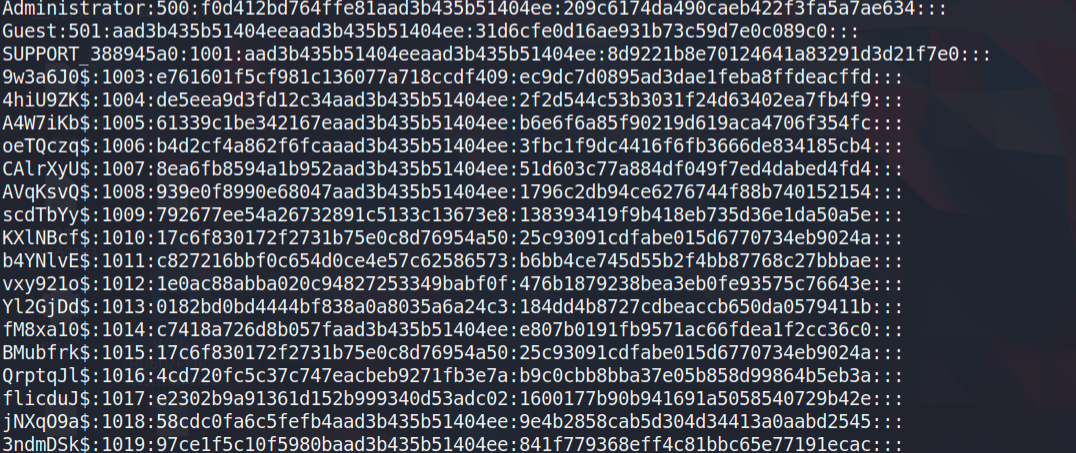 Administrator:500:f0d412bd764ffe81aad3b435b51404ee:209c6174da490caeb422f3fa5a7ae634:::
Guest:501:aad3b435b51404eeaad3b435b51404ee:31d6cfe0d16ae931b73c59d7e0c089c0:::
SUPPORT_388945a0:1001:aad3b435b51404eeaad3b435b51404ee:8d9221b8e70124641a83291d3d21f7e0:::
9w3a6J0$:1003:e761601f5cf981c136077a718ccdf409:ec9dc7d0895ad3dae1feba8ffdeacffd:::
4hiU9ZK$:1004:de5eea9d3fd12c34aad3b435b51404ee:2f2d544c53b3031f24d63402ea7fb4f9:::
A4W7iKb$:1005:61339c1be342167eaad3b435b51404ee:b6e6f6a85f90219d619aca4706f354fc:::
oeTQczq$:1006:b4d2cf4a862f6fcaaad3b435b51404ee:3fbc1f9dc4416f6fb3666de834185cb4:::
CAlrXyU$:1007:8ea6fb8594a1b952aad3b435b51404ee:51d603c77a884df049f7ed4dabed4fd4:::
AVqKsvQ$:1008:939e0f8990e68047aad3b435b51404ee:1796c2db94ce6276744f88b740152154:::
scdTbYy$:1009:792677ee54a26732891c5133c13673e8:138393419f9b418eb735d36e1da50a5e:::
KXlNBcf$:1010:17c6f830172f2731b75e0c8d76954a50:25c93091cdfabe015d6770734eb9024a:::
b4YNlvE$:1011:c827216bbf0c654d0ce4e57c62586573:b6bb4ce745d55b2f4bb87768c27bbbae:::
vxy921o$:1012:1e0ac88abba020c94827253349babf0f:476b1879238bea3eb0fe93575c76643e:::
Yl2GjDd$:1013:0182bd0bd4444bf838a0a8035a6a24c3:184dd4b8727cdbeaccb650da0579411b:::
fM8xa10$:1014:c7418a726d8b057faad3b435b51404ee:e807b0191fb9571ac66fdea1f2cc36c0:::
BMubfrk$:1015:17c6f830172f2731b75e0c8d76954a50:25c93091cdfabe015d6770734eb9024a:::
QrptqJl$:1016:4cd720fc5c37c747eacbeb9271fb3e7a:b9c0cbb8bba37e05b858d99864b5eb3a:::
flicduJ$:1017:e2302b9a91361d152b999340d53adc02:1600177b90b941691a5058540729b42e:::
jNXqO9a$:1018:58cdc0fa6c5fefb4aad3b435b51404ee:9e4b2858cab5d304d34413a0aabd2545:::
3ndmDSk$:1019:97ce1f5c10f5980baad3b435b51404ee:841f779368eff4c81bbc65e77191ecac:::